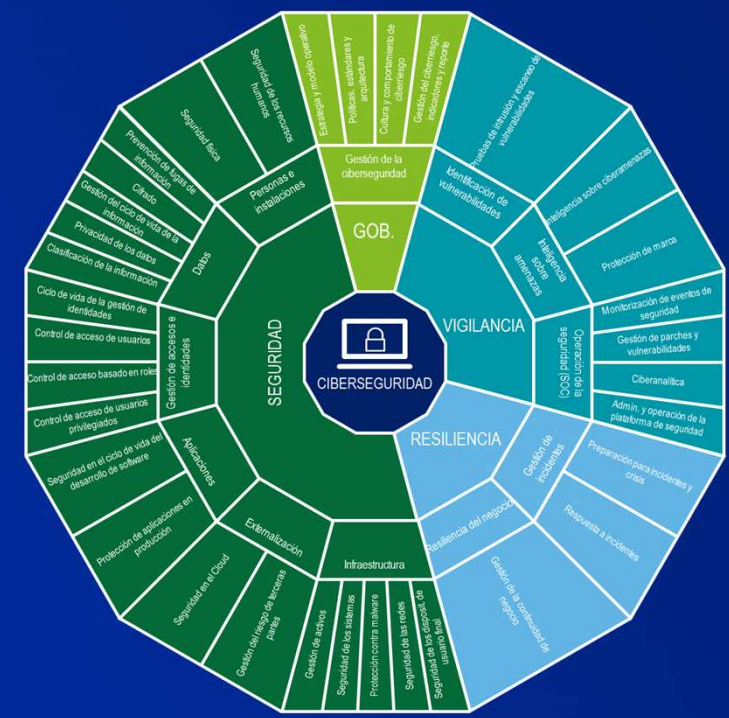 Estrategia y modelo operativo
Políticas, estándares y
arquitectura
Cultura y comportamiento de
ciberriesgo
Gestión del ciberriesgo,
indicadores y reporte
Gestión de la
ciberseguridad
GOB.
Pruebas de intrusión y escaneo de
vulnerabilidades
Identificación de
vulnerabilidades
Inteligencia sobre ciberamenazas
Protección de marca
Inteligencia
sobre
amenazas
Monitorización de eventos de
seguridad
Gestión de parches y
vulnerabilidades
Ciberanalítica
Admin. y operación de la
plataforma de seguridad
Operación de la
seguridad (SOC)
VIGILANCIA
Preparación para incidentes y
crisis
Respuesta a incidentes
Gestión de
incidentes
Gestión de la continuidad de
negocio
Resiliencia del negocio
RESILIENCIA
Seguridad de los disposit. de
usuario final
Seguridad de las redes
Protección contra malware
Seguridad de los sistemas
Gestión de activos
Infraestructura
Gestión del riesgo de terceras
partes
Seguridad en el Cloud
Externalización
Protección de aplicaciones en
producción
Seguridad en el ciclo de vida del
desarrollo de software
Aplicaciones
Control de acceso de usuarios
privilegiados
Control de acceso basado en roles
Control de acceso de usuarios
Ciclo de vida de la gestión de
identidades
Gestión de accesos e
identidades
Clasificación de la información
Privacidad de los datos
Gestión del ciclo de vida de la
información
Cifrado
Prevención de fugas de
información
Datos
Seguridad física
Seguridad de los recursos
humanos
Personas e
instalaciones
SEGURIDAD
CIBERSEGURIDAD